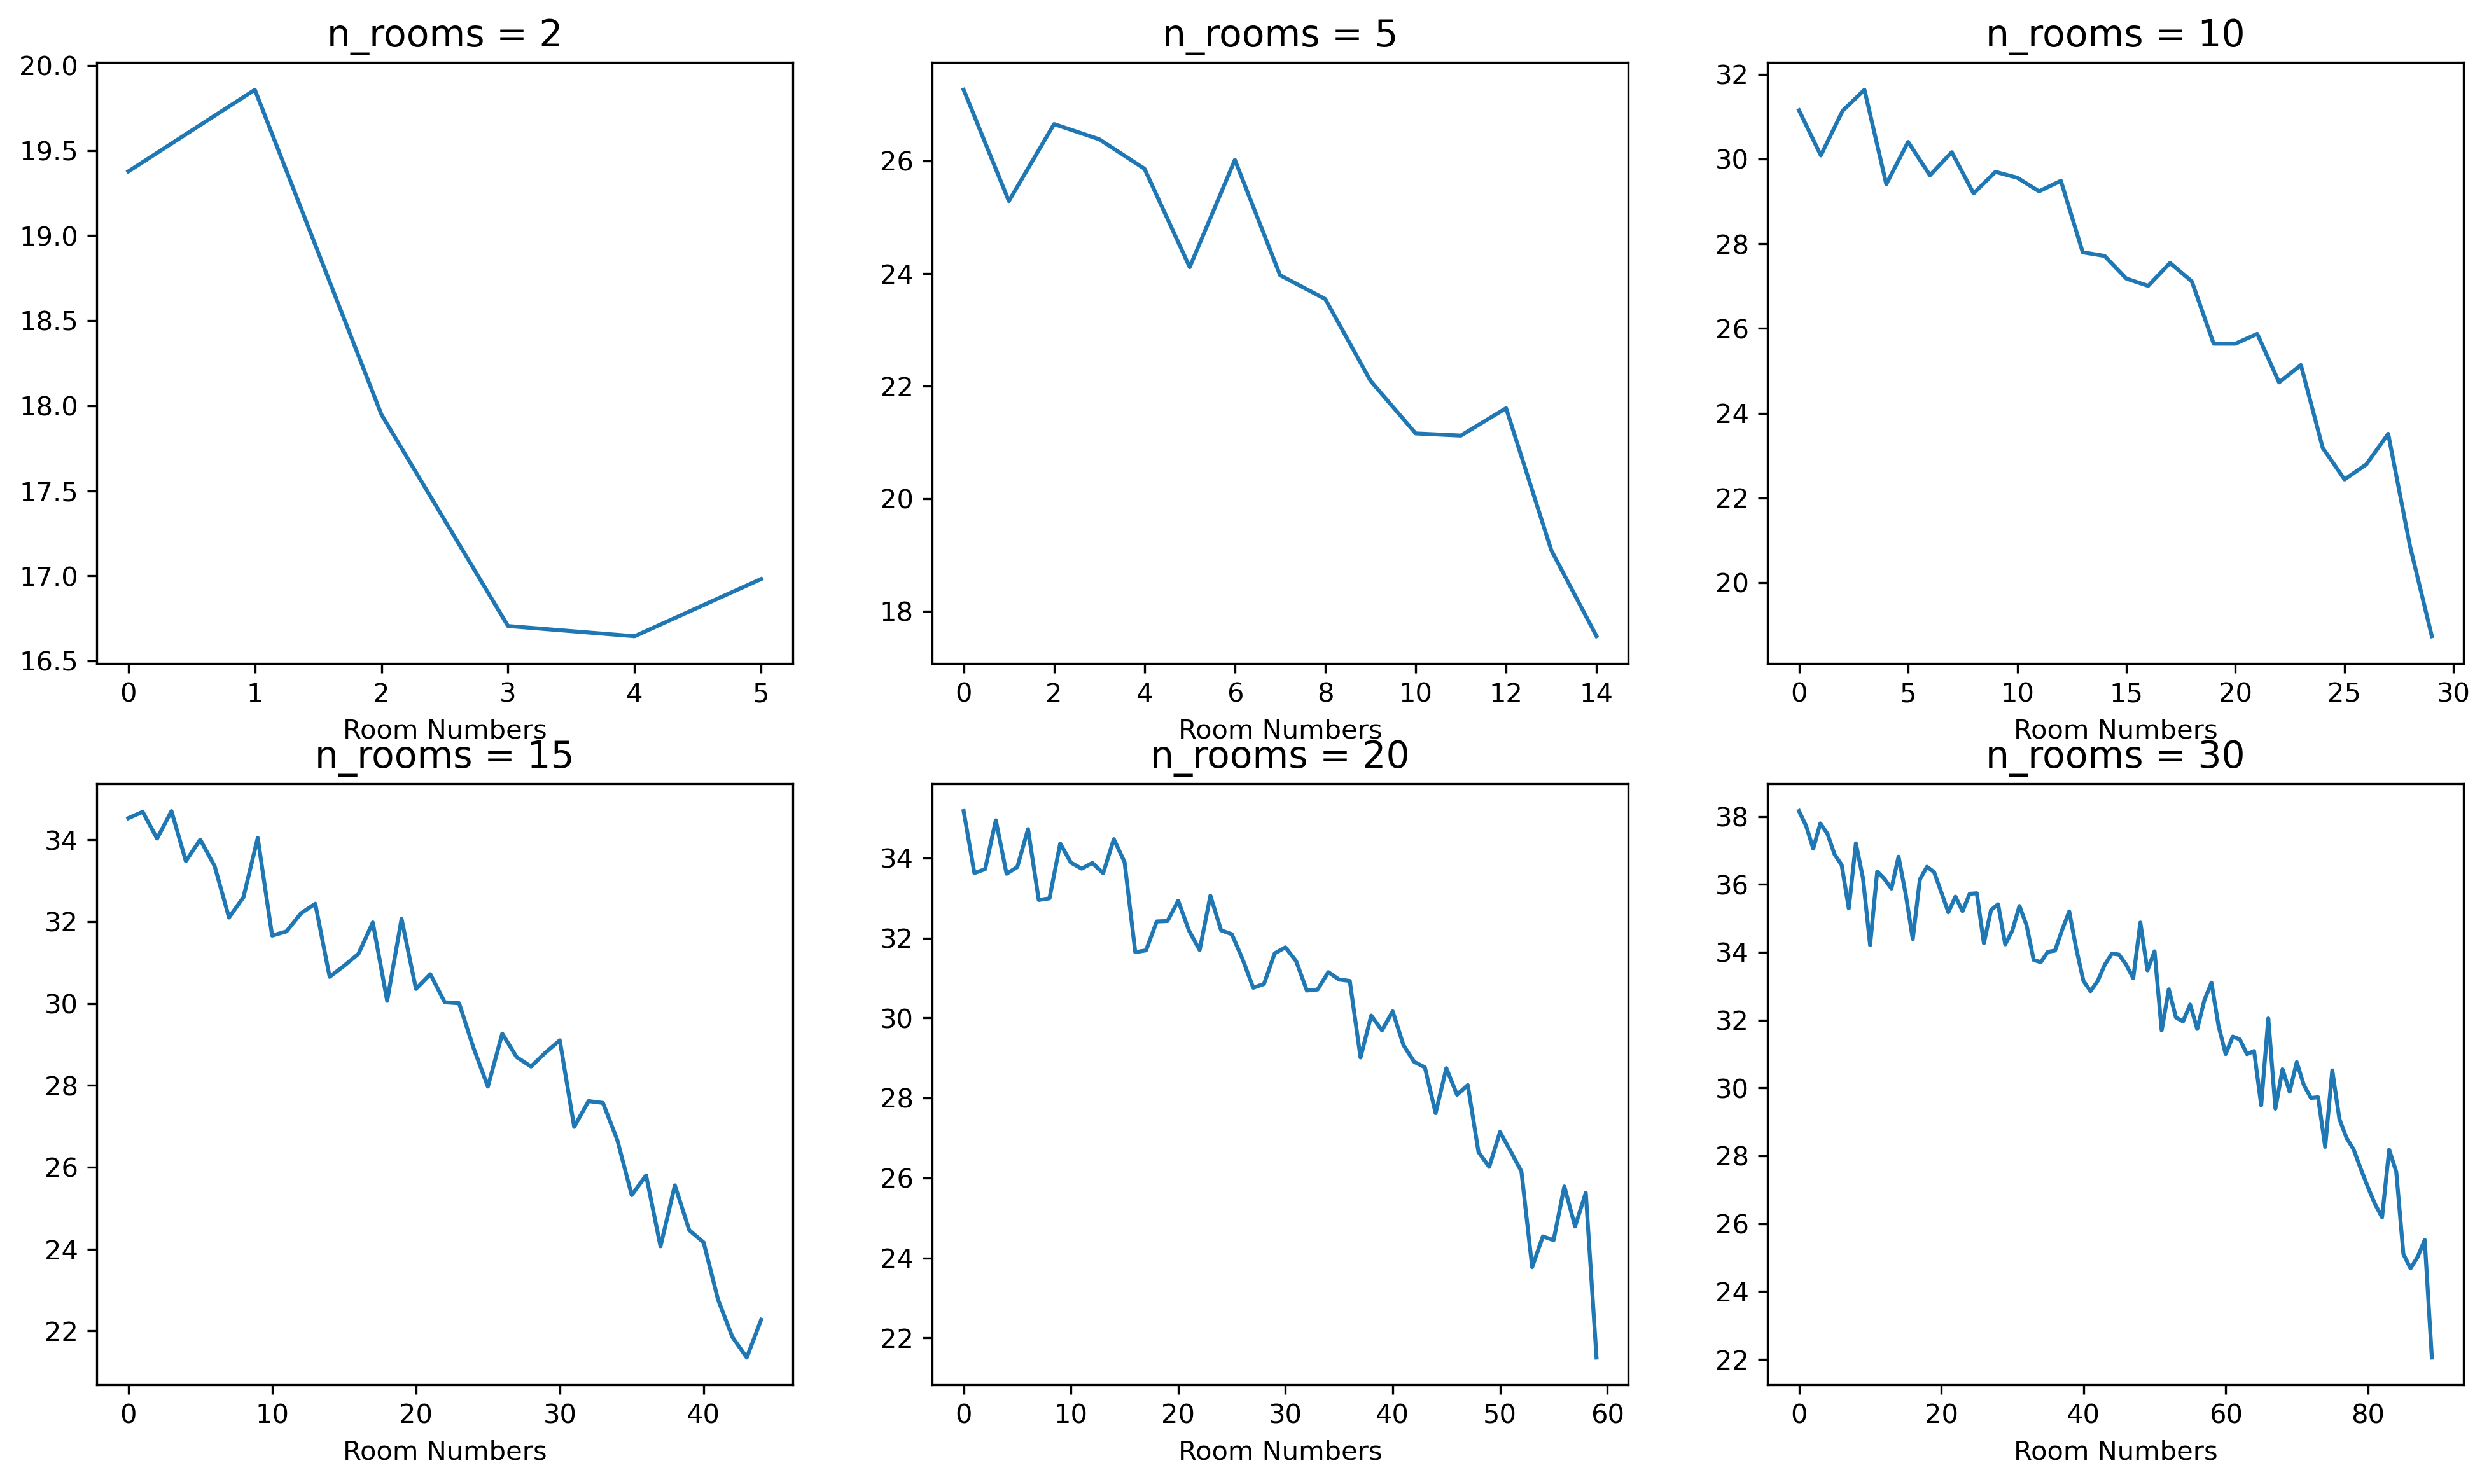 n_rooms = 2
20.0
19.5
19.0
18.5
18.0
17.5
17.0
16.5
0 1 2 3 4 5
Room Numbers
n_rooms = 5
26
24
22
20
18
0 2 4 6 8 10 12 14
Room Numbers
n_rooms = 10
32
30
28
26
24
22
20
0 5 10 15 20 25 30
Room Numbers
n_rooms = 15
34
32
30
28
26
24
22
0 10 20 30 40
Room Numbers
n_rooms = 20
34
32
30
28
26
24
22
0 10 20 30 40 50 60
Room Numbers
n_rooms = 30
38
36
34
32
30
28
26
24
22
0 20 40 60 80
Room Numbers